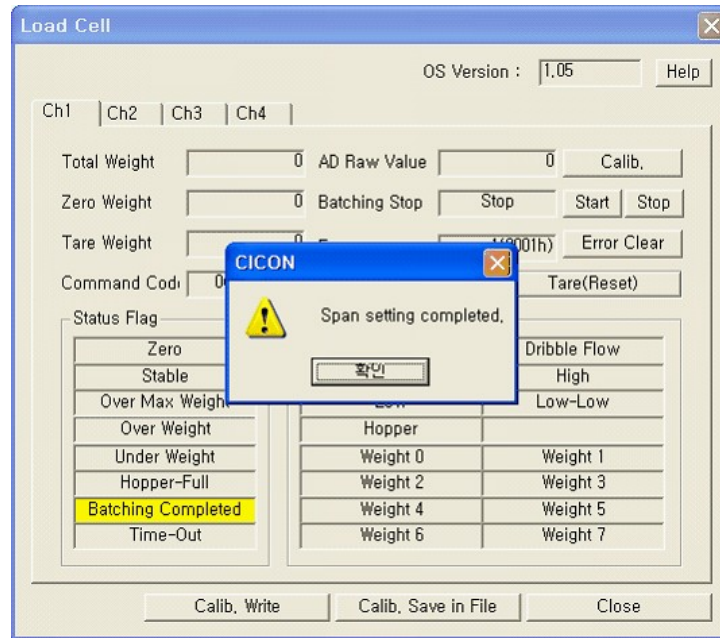 Load Cell
OS Version : 1.05 Help
Ch1 Ch2 Ch3 Ch4
Total Weight 0 AD Raw Value 0 Calib.
Zero Weight 0 Batching Stop Stop Start Stop
Tare Weight 0 1(0001h) Error Clear
Command Code Tare(Reset)
CICON
Span setting completed.
확인
Status Flag
Zero Dribble Flow
Stable High
Over Max Weight Low Low-Low
Over Weight Hopper
Under Weight Weight 0 Weight 1
Hopper-Full Weight 2 Weight 3
Batching Completed Weight 4 Weight 5
Time-Out Weight 6 Weight 7
Calib. Write Calib. Save in File Close